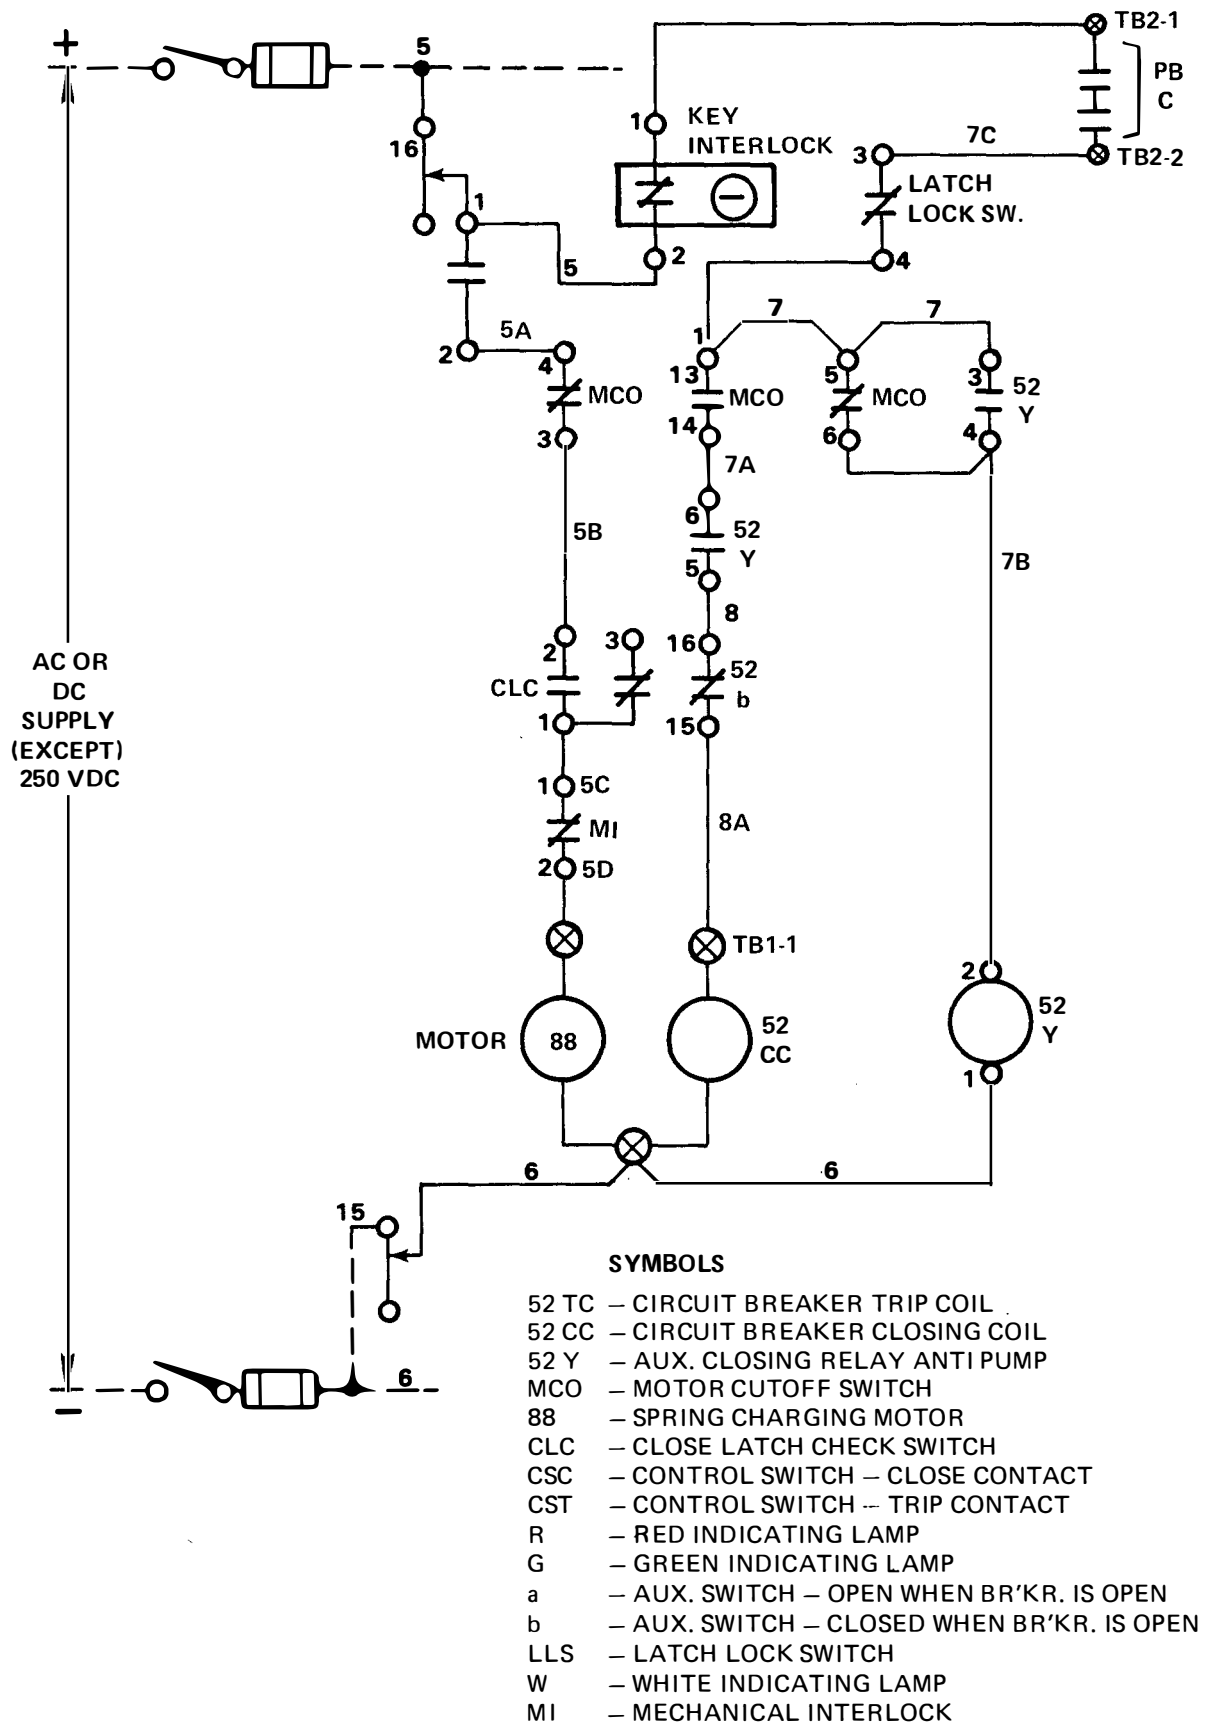 +
5
TB2-1
PB
C
1
KEY
INTERLOCK
16
7C
3
TB2-2
LATCH
LOCK SW.
1
5
2
4
7
7
5A
1
2
4
13
5
3
52
Y
MCO
MCO
MCO
3
14
6
4
7A
6
52
Y
5B
5
7B
8
2
3
16
CLC
52
b
1
15
AC OR
DC
SUPPLY
(EXCEPT)
250 VDC
1
5C
8A
MI
2
5D
TB1-1
2
MOTOR
88
52
CC
52
Y
1
6
6
15
6
–
SYMBOLS
52 TC – CIRCUIT BREAKER TRIP COIL
52 CC – CIRCUIT BREAKER CLOSING COIL
52 Y – AUX. CLOSING RELAY ANTI PUMP
MCO – MOTOR CUTOFF SWITCH
88 – SPRING CHARGING MOTOR
CLC – CLOSE LATCH CHECK SWITCH
CSC – CONTROL SWITCH – CLOSE CONTACT
CST – CONTROL SWITCH – TRIP CONTACT
R – RED INDICATING LAMP
G – GREEN INDICATING LAMP
a – AUX. SWITCH – OPEN WHEN BR'KR. IS OPEN
b – AUX. SWITCH – CLOSED WHEN BR'KR. IS OPEN
LLS – LATCH LOCK SWITCH
W – WHITE INDICATING LAMP
MI – MECHANICAL INTERLOCK